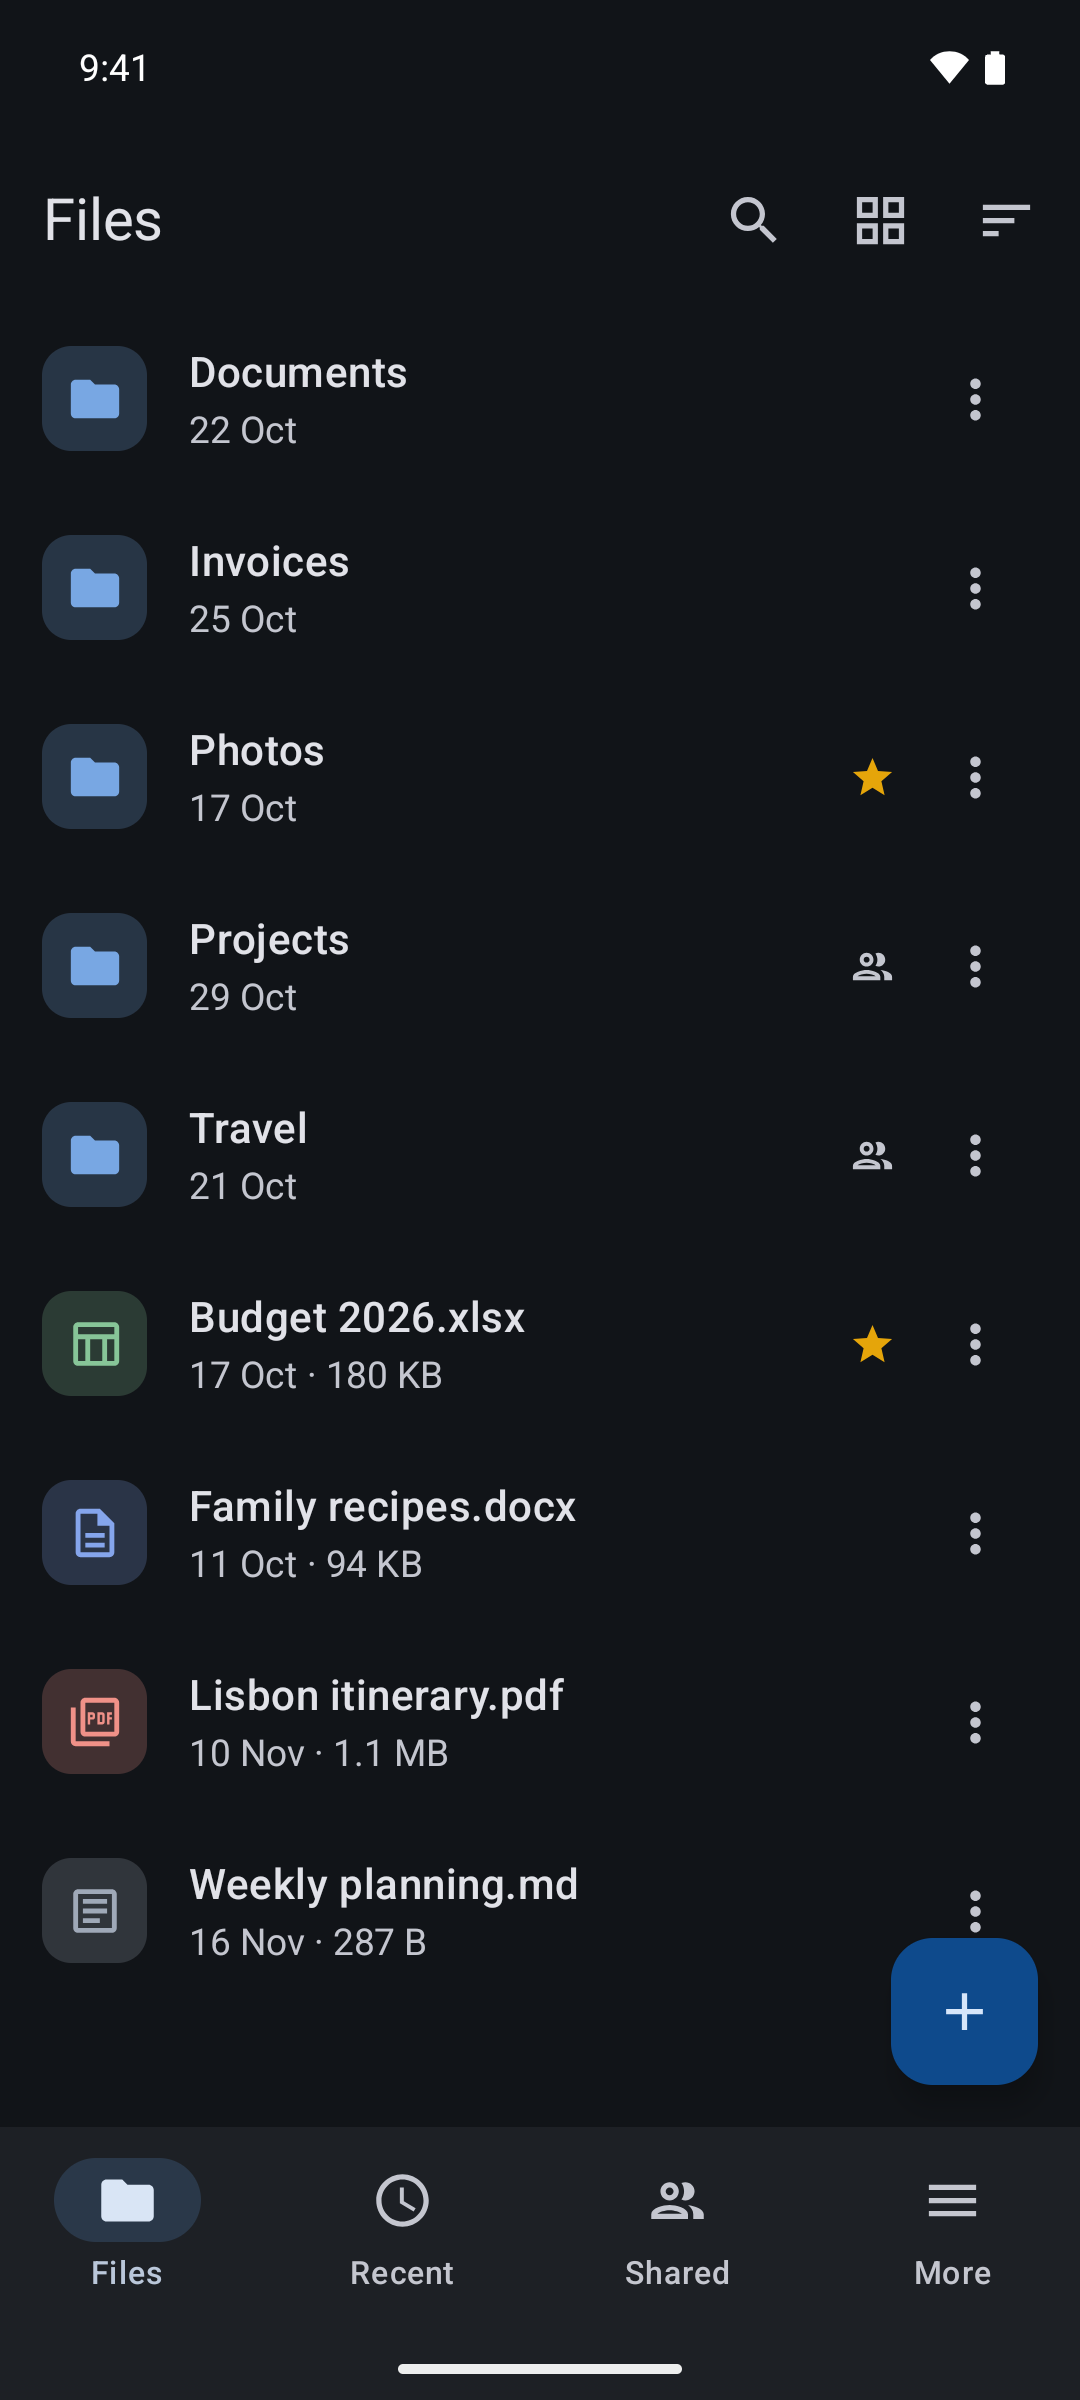 9:41
Files
Documents
22 Oct
Invoices
25 Oct
Photos
17 Oct
Projects
29 Oct
Travel
21 Oct
Budget 2026.xlsx
17 Oct · 180 KB
Family recipes.docx
11 Oct · 94 KB
PDF
Lisbon itinerary.pdf
10 Nov · 1.1 MB
Weekly planning.md
16 Nov · 287 B
Files
Recent
Shared
More